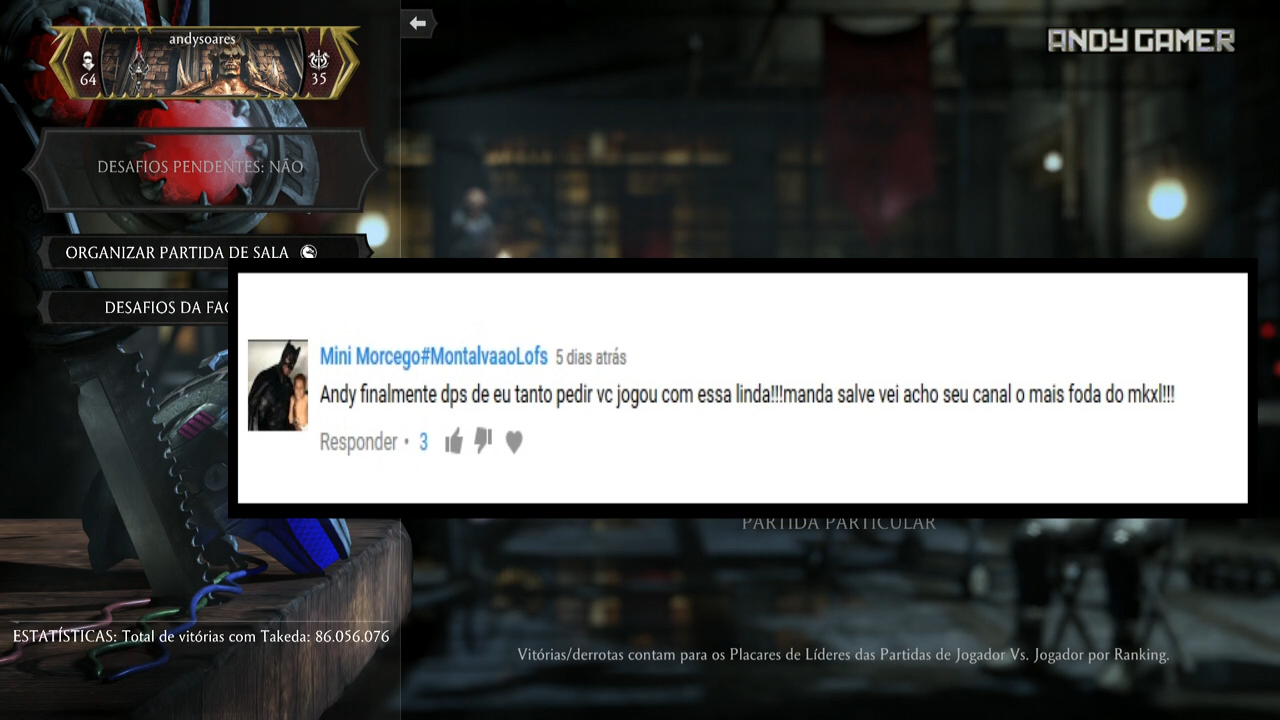 andysoares
64
35
ANDY GAMER
DESAFIOS PENDENTES: NÃO
ORGANIZAR PARTIDA DE SALA
DESAFIOS DA FAC
Mini Morcego#MontalvaaoLofs 5 dias atrás
Andy finalmente dps de eu tanto pedir vc jogou com essa linda!!!manda salve vei acho seu canal o mais foda do mkxl!!!
Responder • 3
PARTIDA PARTICULAR
ESTATÍSTICAS: Total de vitórias com Takeda: 86.056.076
Vitórias/derrotas contam para os Placares de Líderes das Partidas de Jogador Vs. Jogador por Ranking.